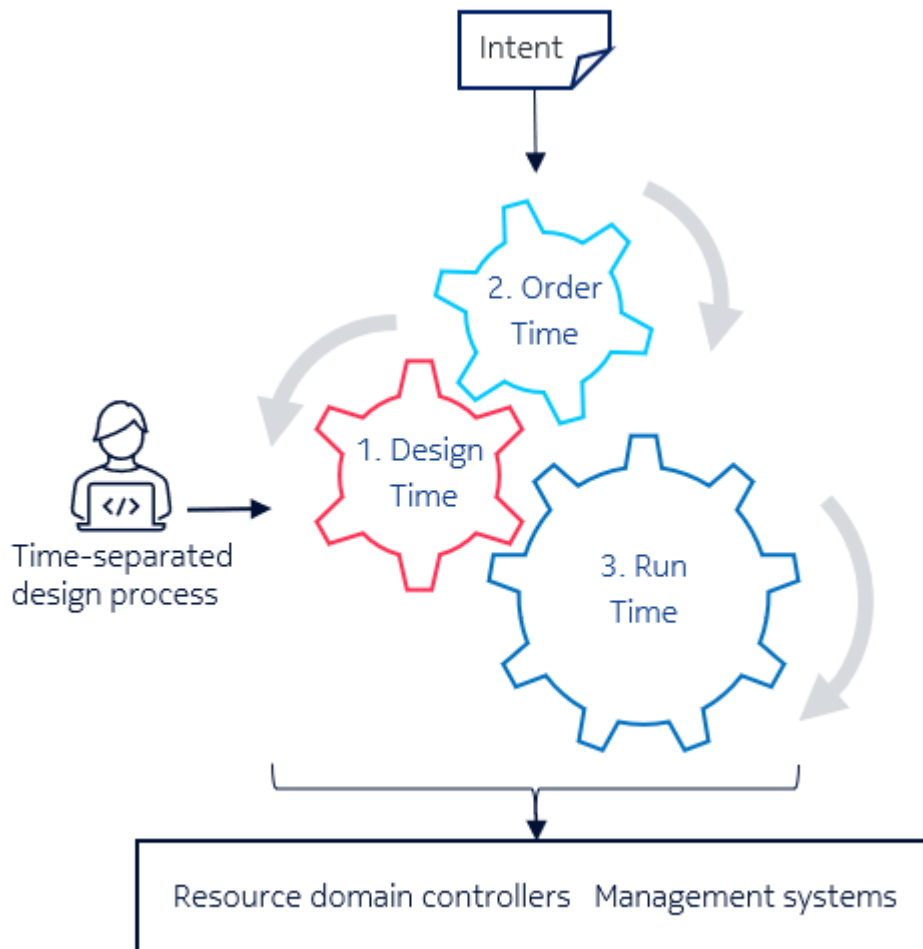 Intent
2. Order
Time
1. Design
Time
</>
Time-separated
design process
3. Run
Time
Resource domain controllers Management systems